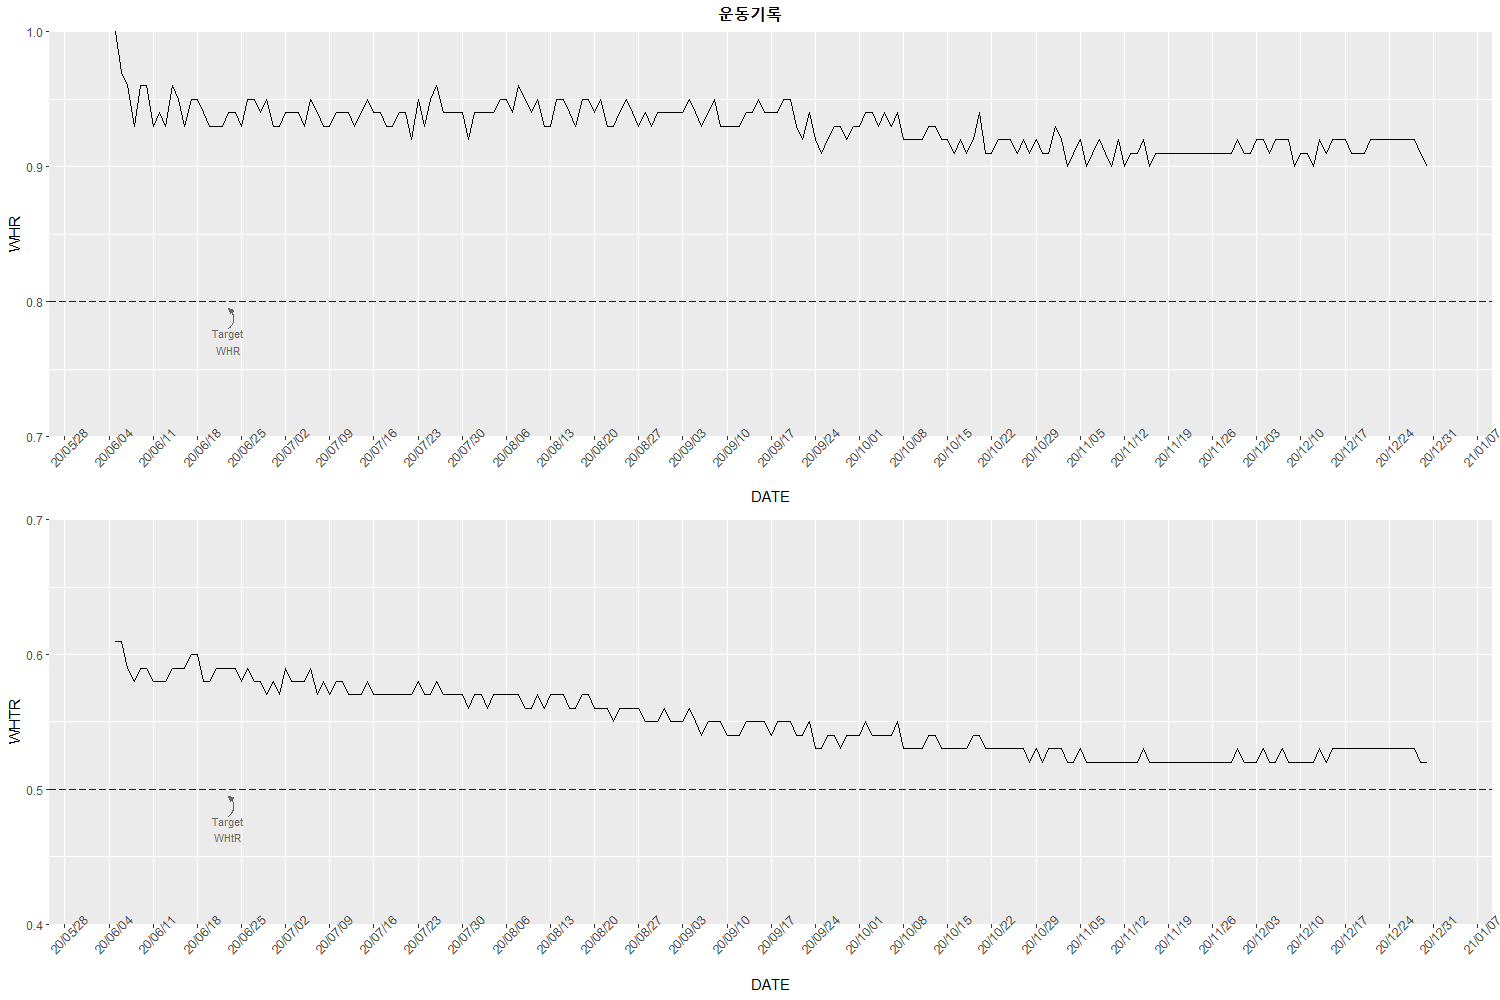 운동기록
WHR
1.0
0.9
0.8
0.7
Target
WHR
20/05/28 20/06/04 20/06/11 20/06/18 20/06/25 20/07/02 20/07/09 20/07/16 20/07/23 20/07/30 20/08/06 20/08/13 20/08/20 20/08/27 20/09/03 20/09/10 20/09/17 20/09/24 20/10/01 20/10/08 20/10/15 20/10/22 20/10/29 20/11/05 20/11/12 20/11/19 20/11/26 20/12/03 20/12/10 20/12/17 20/12/24 20/12/31 21/01/07
DATE
WHTR
0.7
0.6
0.5
0.4
Target
WHtR
20/05/28 20/06/04 20/06/11 20/06/18 20/06/25 20/07/02 20/07/09 20/07/16 20/07/23 20/07/30 20/08/06 20/08/13 20/08/20 20/08/27 20/09/03 20/09/10 20/09/17 20/09/24 20/10/01 20/10/08 20/10/15 20/10/22 20/10/29 20/11/05 20/11/12 20/11/19 20/11/26 20/12/03 20/12/10 20/12/17 20/12/24 20/12/31 21/01/07
DATE